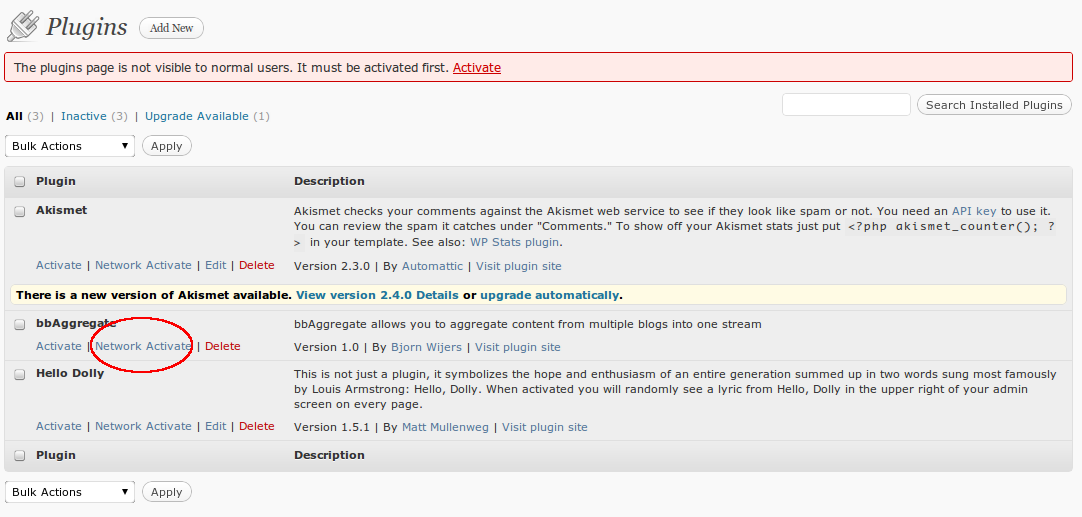 Plugins Add New
The plugins page is not visible to normal users. It must be activated first. Activate
All (3) | Inactive (3) | Upgrade Available (1)
Search Installed Plugins
Bulk Actions Apply
Plugin Description
Akismet
Akismet checks your comments against the Akismet web service to see if they look like spam or not. You need an API key to use it.
You can review the spam it catches under "Comments." To show off your Akismet stats just put <?php akismet_counter(); ?
> in your template. See also: WP Stats plugin.
Activate | Network Activate | Edit | Delete Version 2.3.0 | By Automattic | Visit plugin site
There is a new version of Akismet available. View version 2.4.0 Details or upgrade automatically.
bbAggregate bbAggregate allows you to aggregate content from multiple blogs into one stream
Activate | Network Activate | Delete Version 1.0 | By Bjorn Wijers | Visit plugin site
Hello Dolly This is not just a plugin, it symbolizes the hope and enthusiasm of an entire generation summed up in two words sung most famously
by Louis Armstrong: Hello, Dolly. When activated you will randomly see a lyric from Hello, Dolly in the upper right of your admin
screen on every page.
Activate | Network Activate | Edit | Delete Version 1.5.1 | By Matt Mullenweg | Visit plugin site
Plugin Description
Bulk Actions Apply